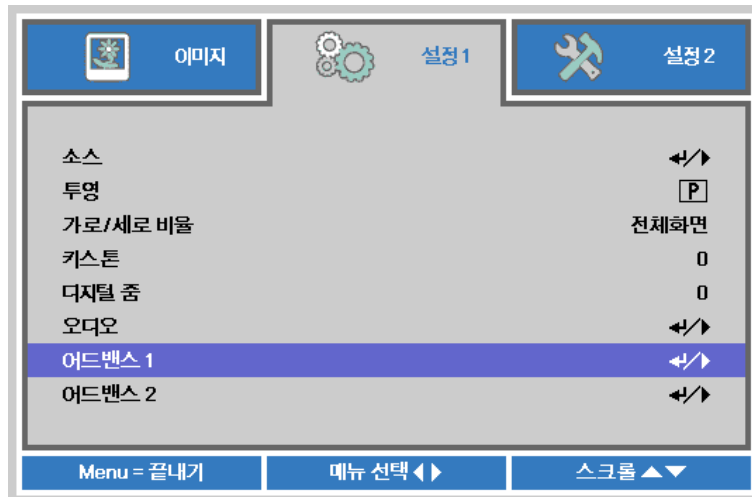 이미지 설정 1 설정 2
소스
투영 P
가로/세로 비율 전체화면
키스톤 0
디지털 줌 0
오디오
어드밴스 1
어드밴스 2
Menu = 끝내기 메뉴 선택 스크롤